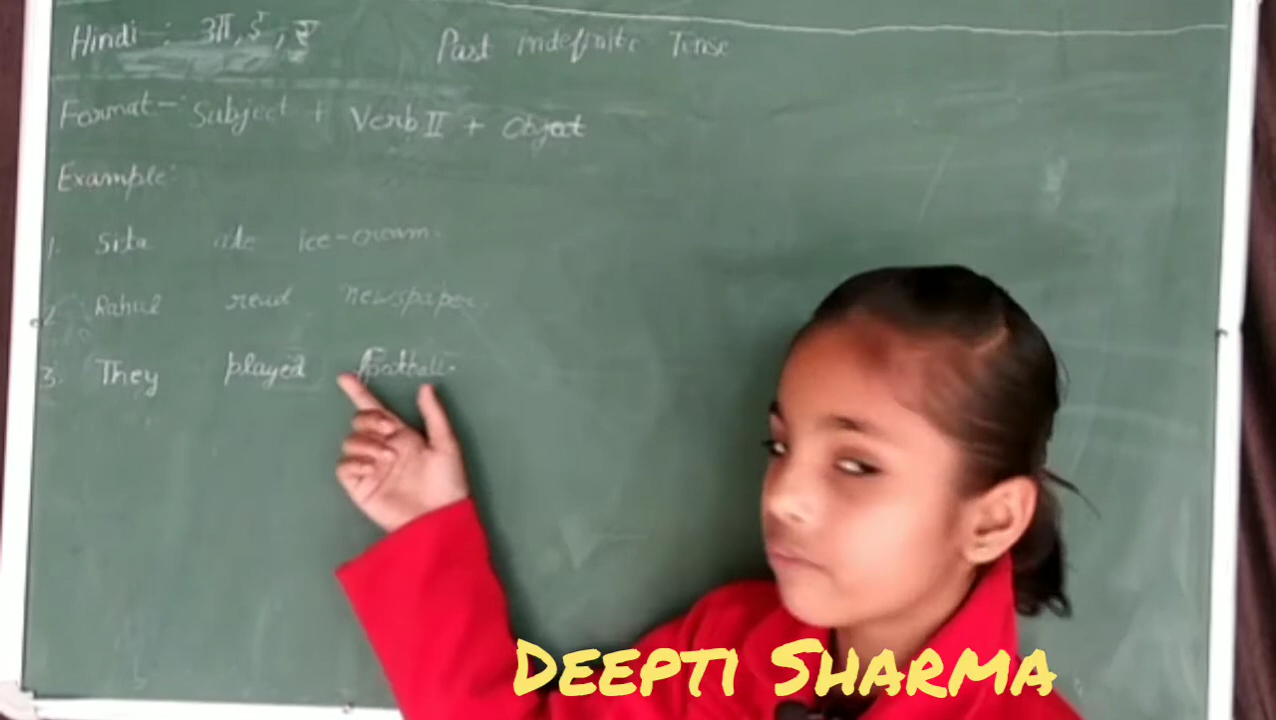 Hindi :- आ, ई, ए
Past indefinite Tense
Format-: Subject + Verb II + Object
Example:
1. Sita ate ice-cream.
2. Rahul read newspaper.
3. They played football.
DEEPTI SHARMA